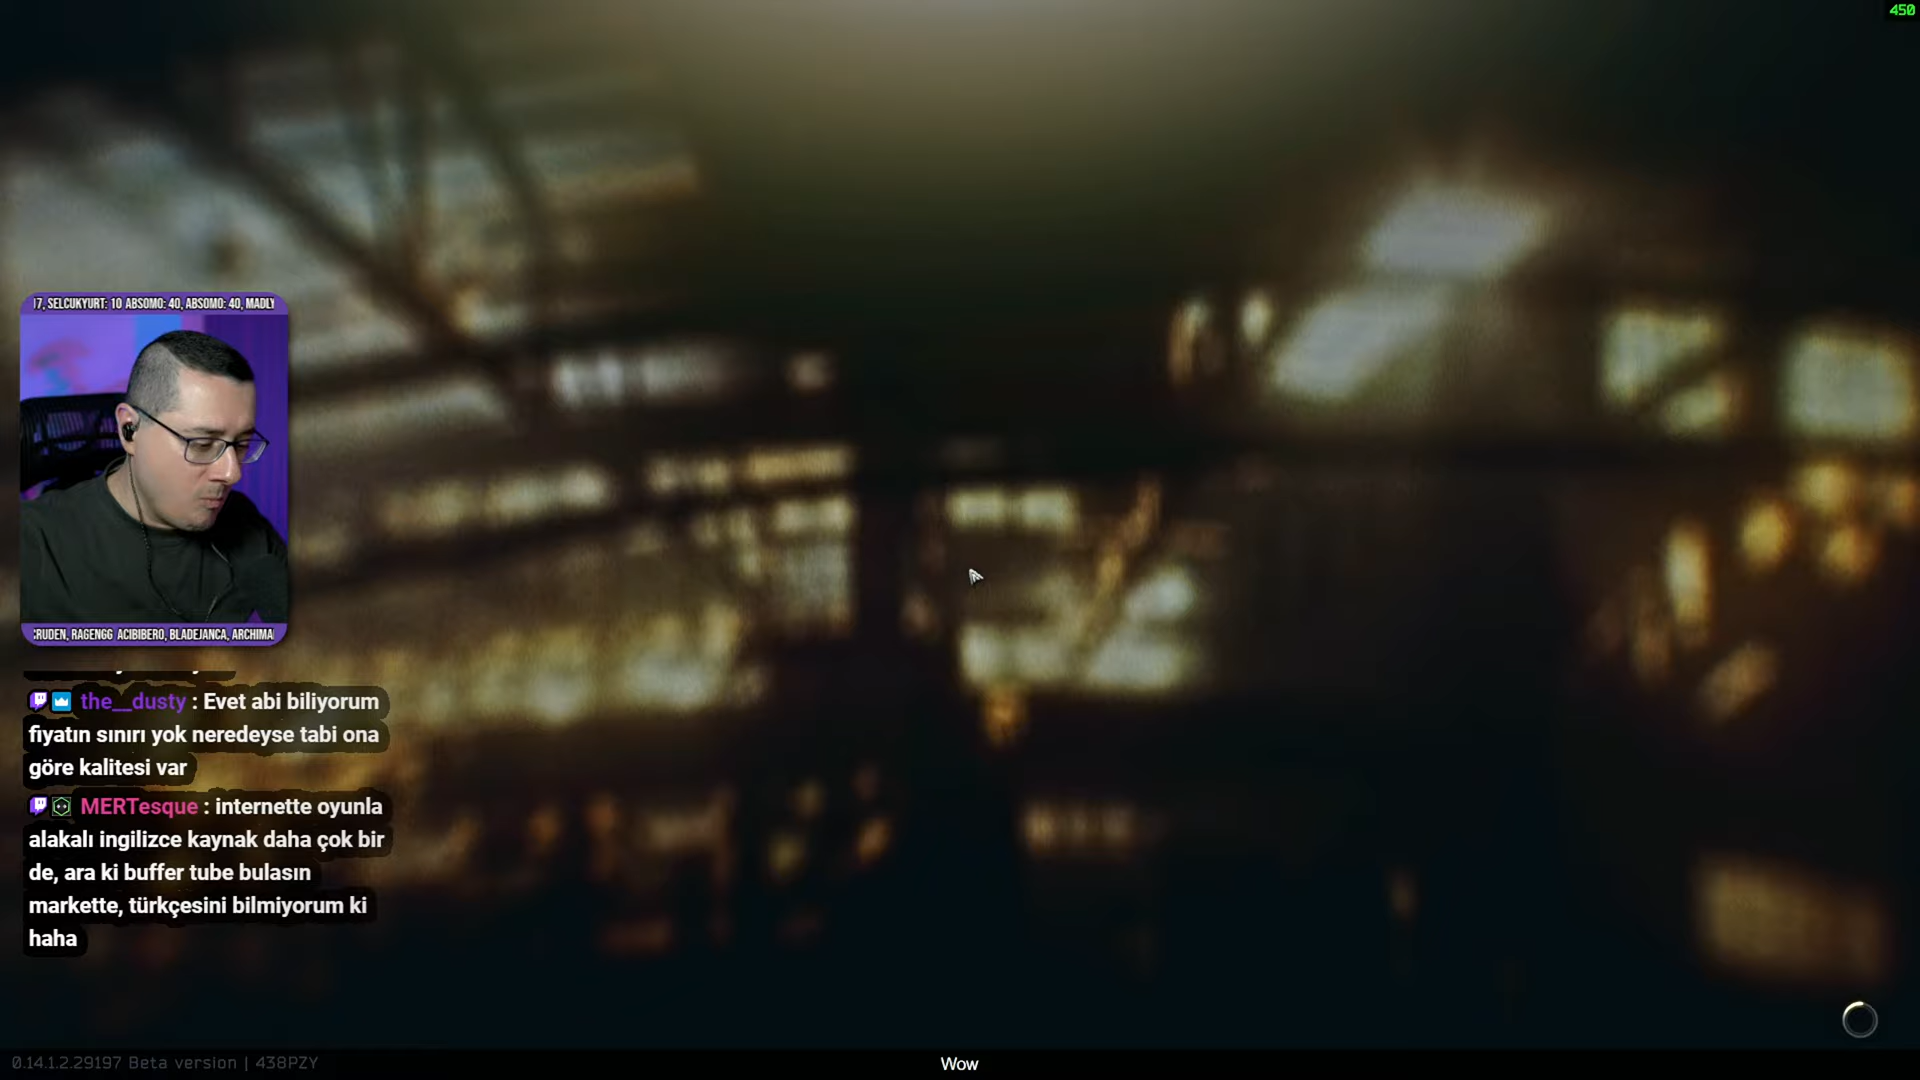 450
17, SELCUKYURT: 10 ABSOMO: 40, ABSOMO: 40, MADLY
CRUDEN, RAGENGG ACIBIBERO, BLADEJANCA, ARCHIMA
the__dusty : Evet abi biliyorum
fiyatın sınırı yok neredeyse tabi ona
göre kalitesi var
MERTesque : internette oyunla
alakalı ingilizce kaynak daha çok bir
de, ara ki buffer tube bulasın
markette, türkçesini bilmiyorum ki
haha
0.14.1.2.29197 Beta version | 438PZY
Wow